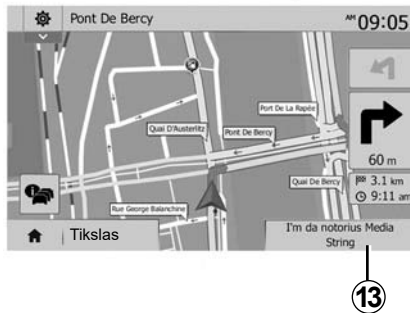 Pont De Bercy
AM 09:05
Port De La Rapée
Quai D'Austerlitz
Pont De Bercy
60 m
Quai De Bercy
3.1 km
9:11 am
Rue George Balanchine
Tikslas
I'm da notorius Media
String
13